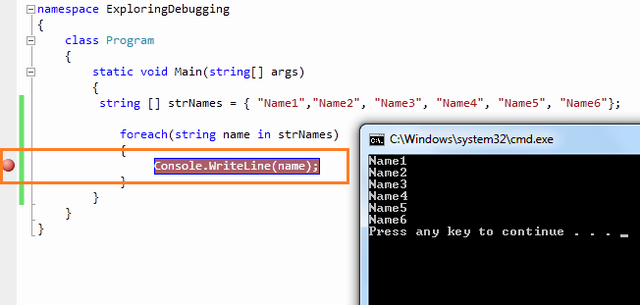 namespace ExploringDebugging
{
class Program
{
static void Main(string[] args)
{
string [] strNames = { "Name1","Name2", "Name3", "Name4", "Name5", "Name6"};
foreach(string name in strNames)
{
Console.WriteLine(name);
}
}
}
}
C:\Windows\system32\cmd.exe
Name1
Name2
Name3
Name4
Name5
Name6
Press any key to continue . . . _